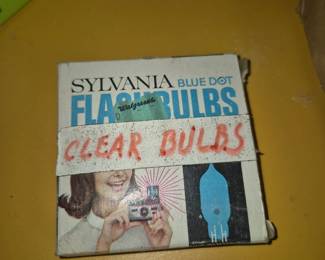 SYLVANIA BLUE DOT
FLASHBULBS
Walgreens
CLEAR BULBS